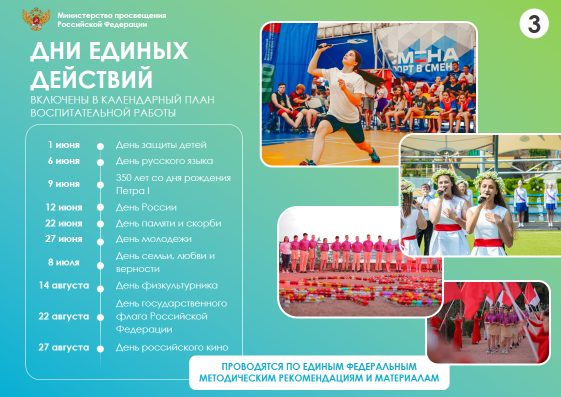 Министерство просвещения
Российской Федерации
3
ДНИ ЕДИНЫХ
ДЕЙСТВИЙ
ВКЛЮЧЕНЫ В КАЛЕНДАРНЫЙ ПЛАН
ВОСПИТАТЕЛЬНОЙ РАБОТЫ
1 июня День защиты детей
6 июня День русского языка
9 июня 350 лет со дня рождения
Петра I
12 июня День России
22 июня День памяти и скорби
27 июня День молодежи
8 июля День семьи, любви и
верности
14 августа День физкультурника
22 августа День государственного
флага Российской
Федерации
27 августа День российского кино
СМЕНА
СПОРТ В СМЕНЕ
ПРОВОДЯТСЯ ПО ЕДИНЫМ ФЕДЕРАЛЬНЫМ
МЕТОДИЧЕСКИМ РЕКОМЕНДАЦИЯМ И МАТЕРИАЛАМ